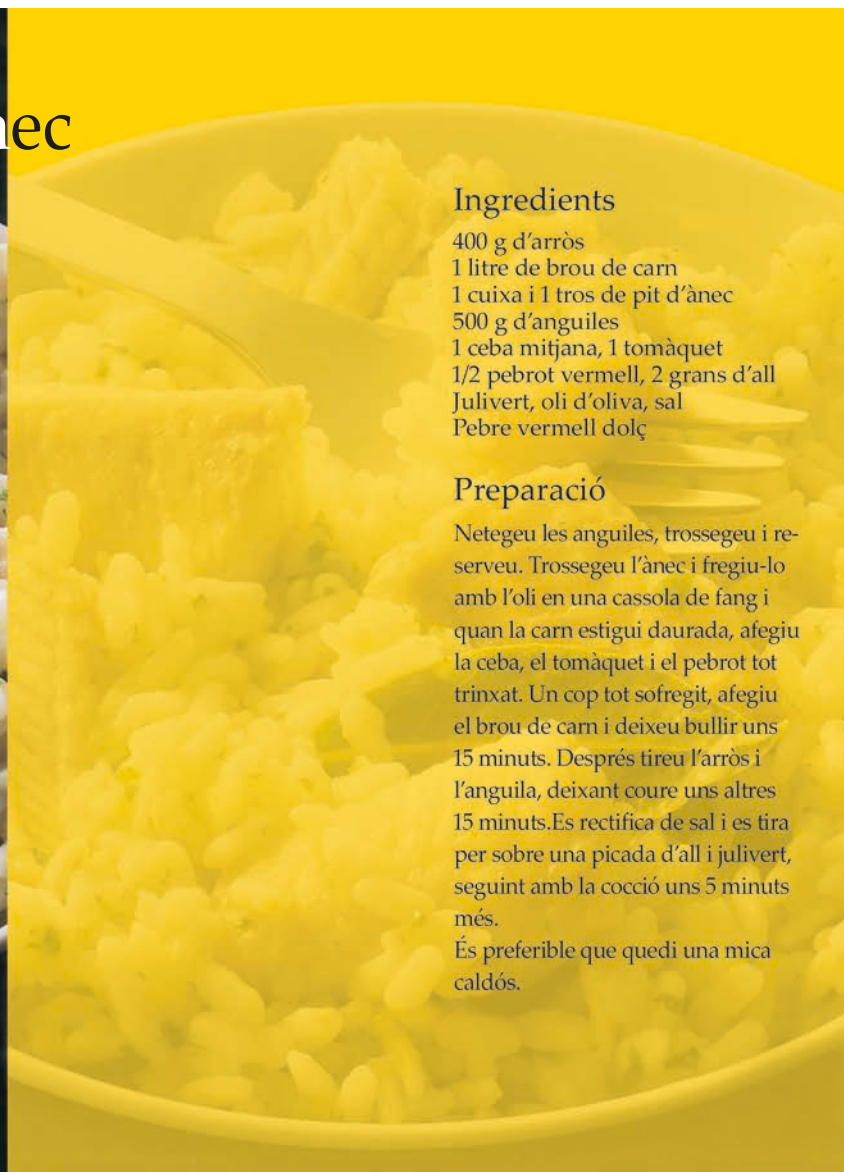 nec
Ingredients
400 g d’arròs
1 litre de brou de carn
1 cuixa i 1 tros de pit d’ànec
500 g d’anguiles
1 ceba mitjana, 1 tomàquet
1/2 pebrot vermell, 2 grans d’all
Julivert, oli d’oliva, sal
Pebre vermell dolç
Preparació
Netegeu les anguiles, trossegeu i re-
serveu. Trossegeu l’ànec i fregiu-lo
amb l’oli en una cassola de fang i
quan la carn estigui daurada, afegiu
la ceba, el tomàquet i el pebrot tot
trinxat. Un cop tot sofregit, afegiu
el brou de carn i deixeu bullir uns
15 minuts. Després tireu l’arròs i
l’anguila, deixant coure uns altres
15 minuts.Es rectifica de sal i es tira
per sobre una picada d’all i julivert,
seguint amb la cocció uns 5 minuts
més.
És preferible que quedi una mica
caldós.